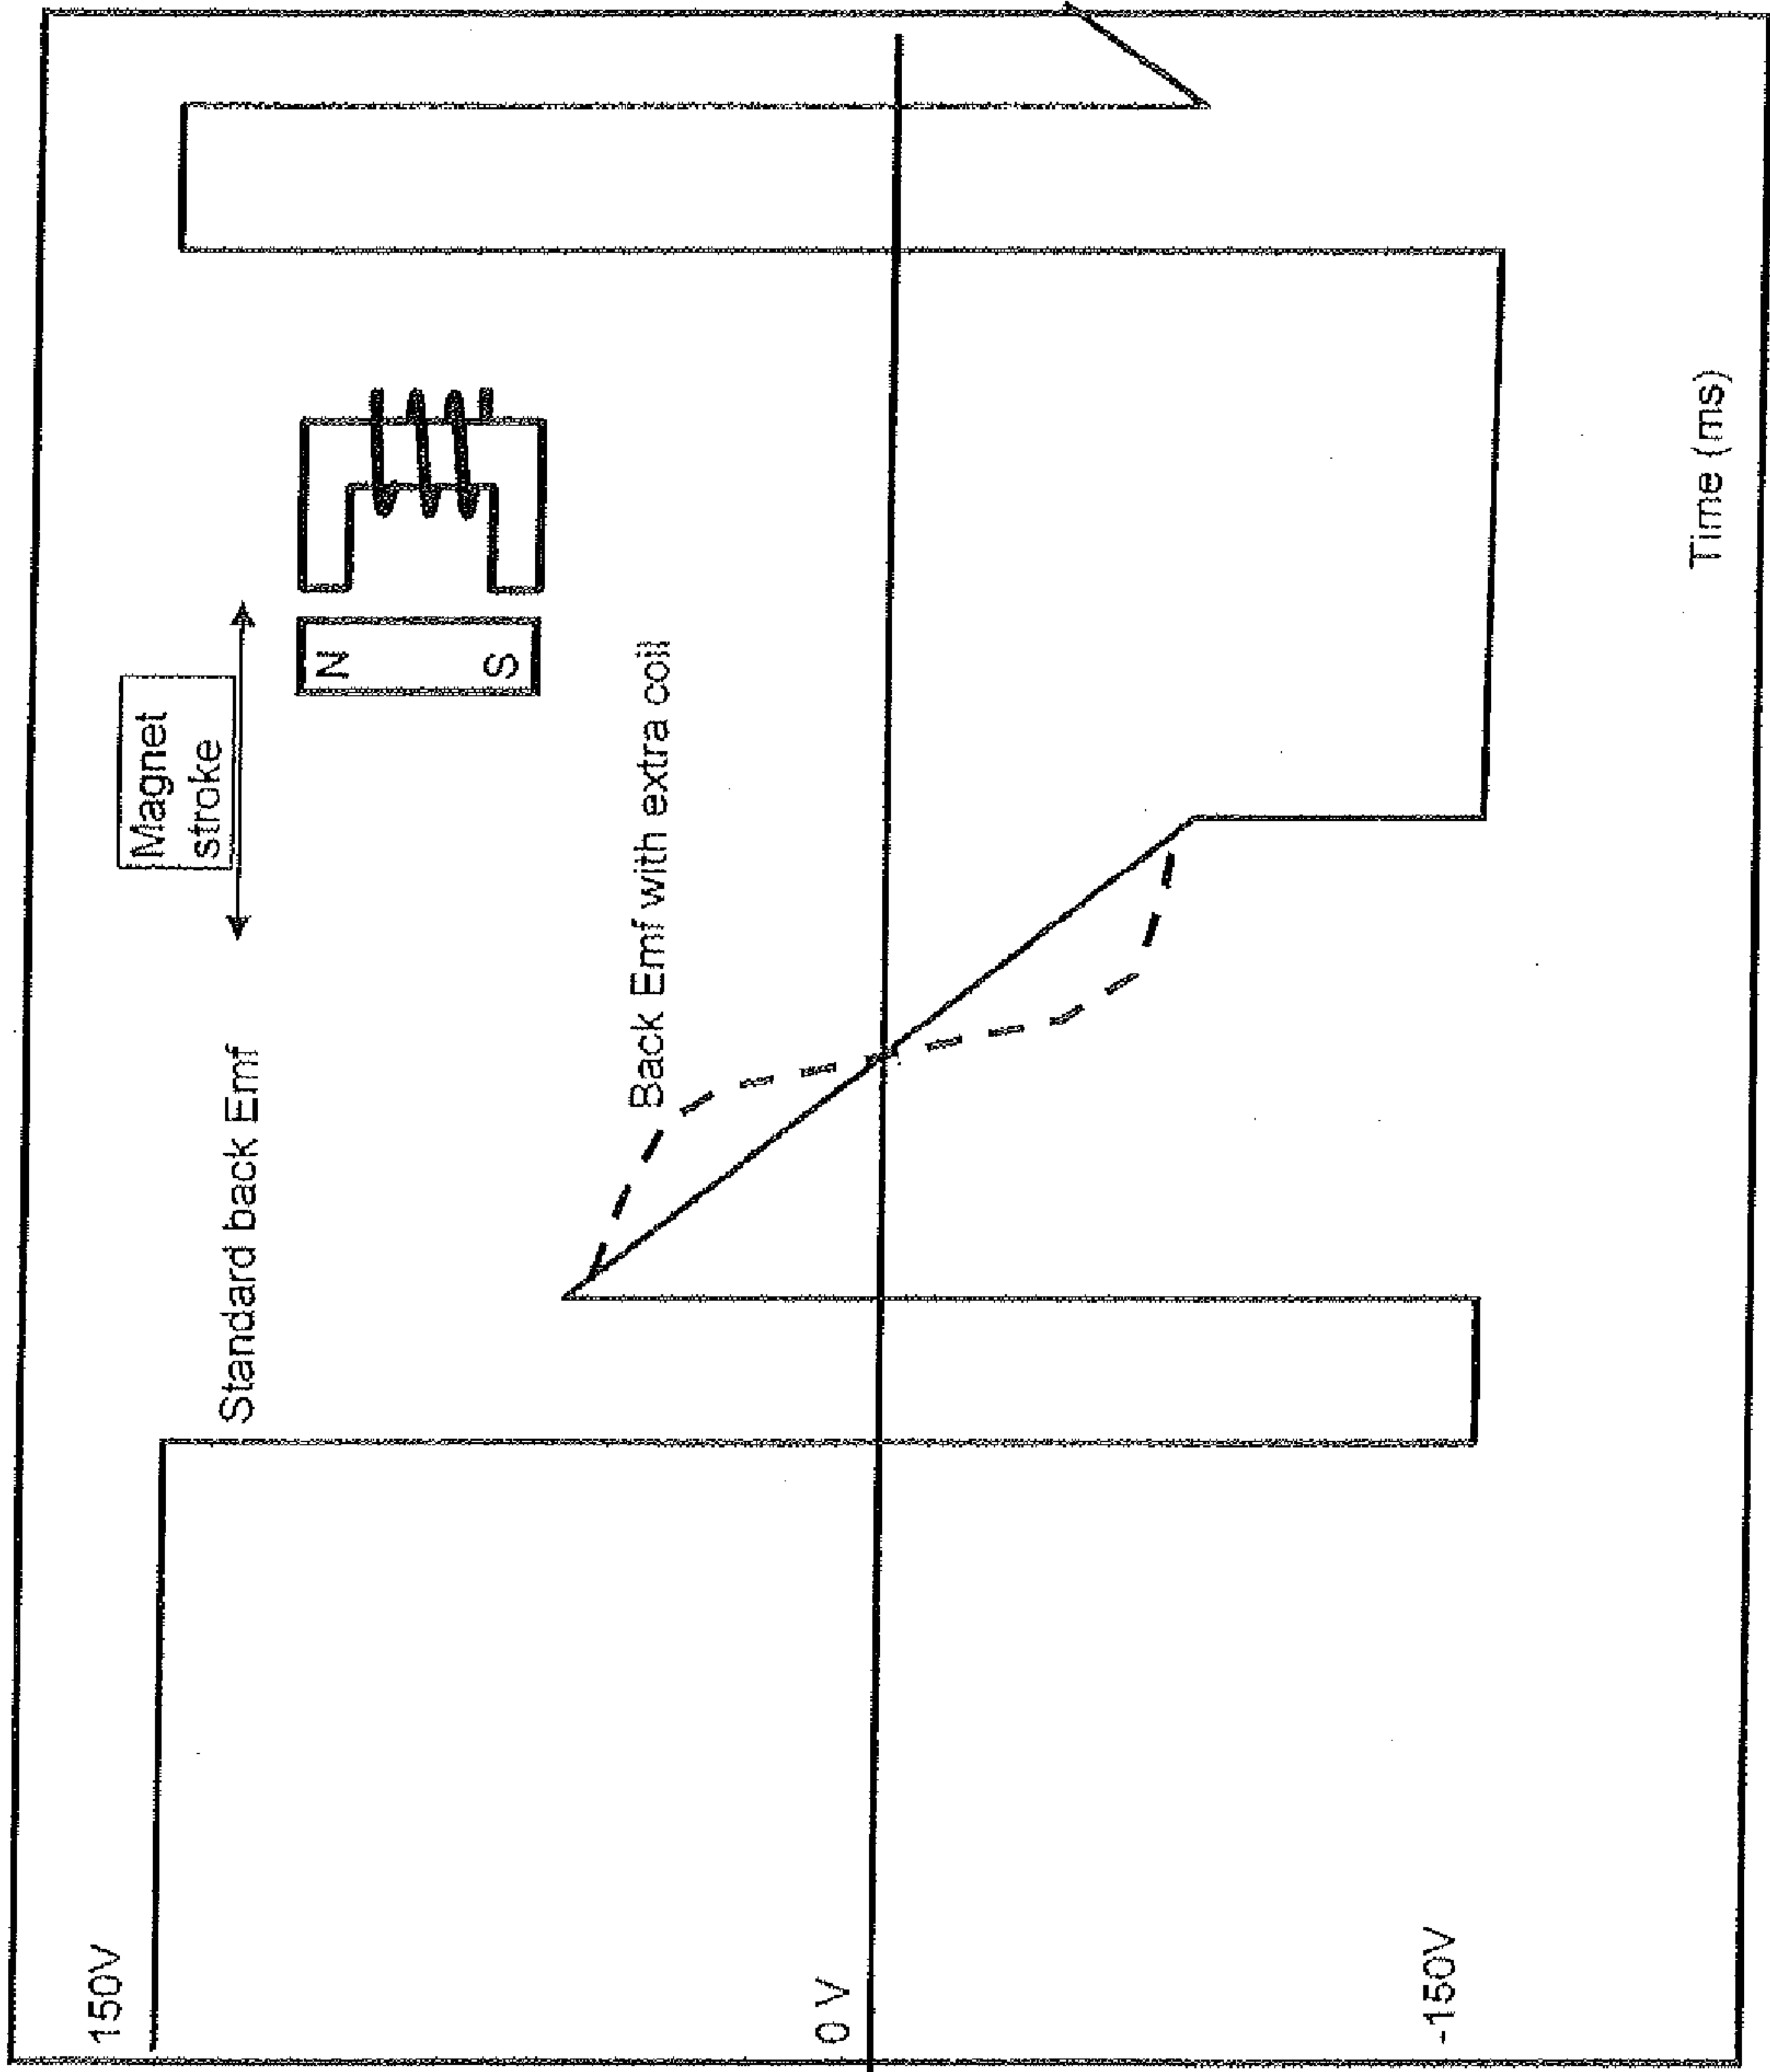 150V
Magnet
stroke
Standard back Emf
N
S
Back Emf with extra coil
0 V
-150V
Time (ms)